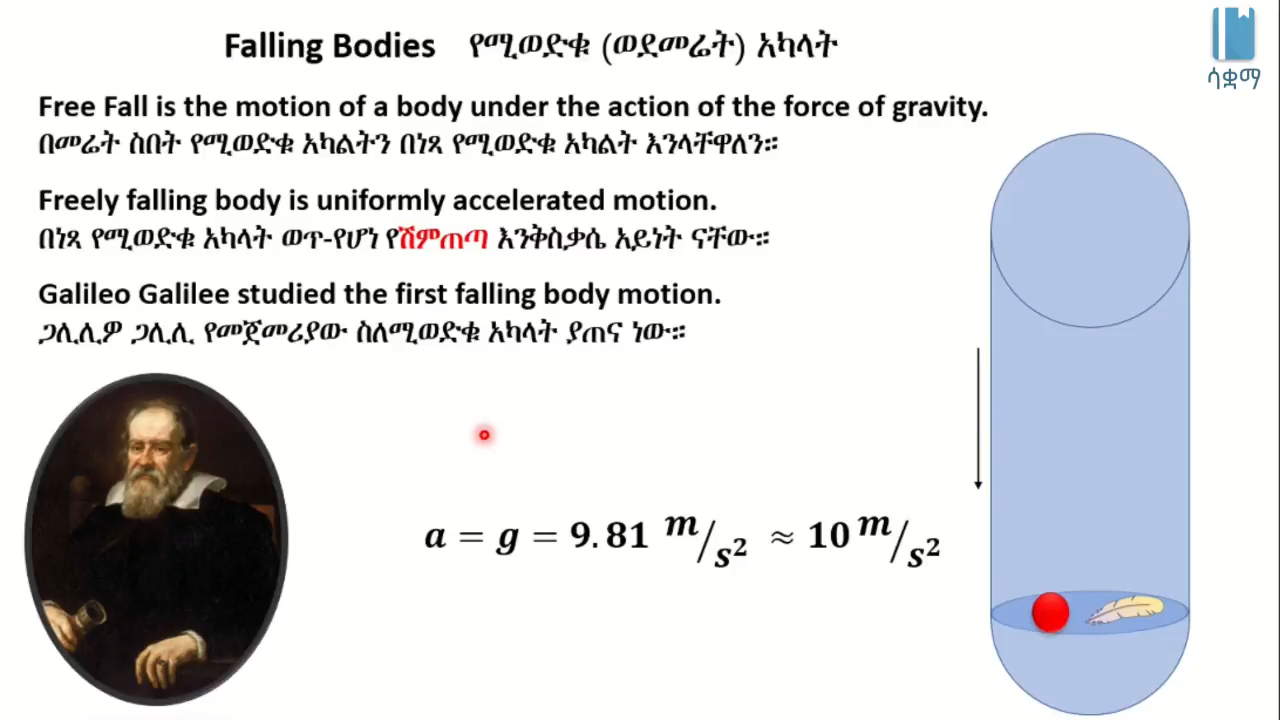 Falling Bodies የሚወድቁ (ወደመሬት) አካላት
ሳቋማ
Free Fall is the motion of a body under the action of the force of gravity.
በመሬት ስበት የሚወድቁ አካልትን በነጻ የሚወድቁ አካልት እንላቸዋለን።
Freely falling body is uniformly accelerated motion.
በነጻ የሚወድቁ አካላት ወጥ-የሆነ የሽምጠጣ እንቅስቃሴ አይነት ናቸው።
Galileo Galilee studied the first falling body motion.
ጋሊሊዎ ጋሊሊ የመጀመሪያው ስለሚወድቁ አካላት ያጠና ነው።
a = g = 9.81 m/s² ≈ 10 m/s²